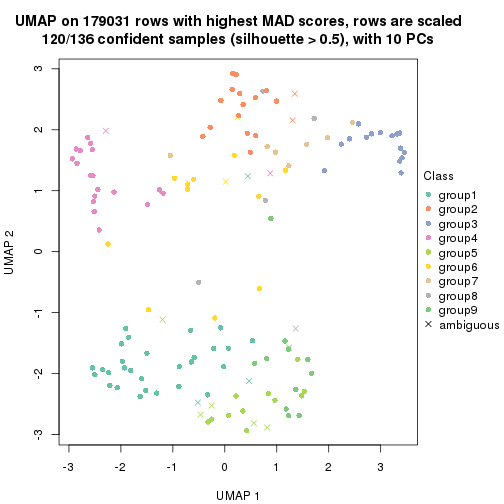 UMAP on 179031 rows with highest MAD scores, rows are scaled
120/136 confident samples (silhouette > 0.5), with 10 PCs
3
2
1
0
-1
-2
-3
UMAP 2
-3
-2
-1
0
1
2
3
UMAP 1
Class
group1
group2
group3
group4
group5
group6
group7
group8
group9
ambiguous